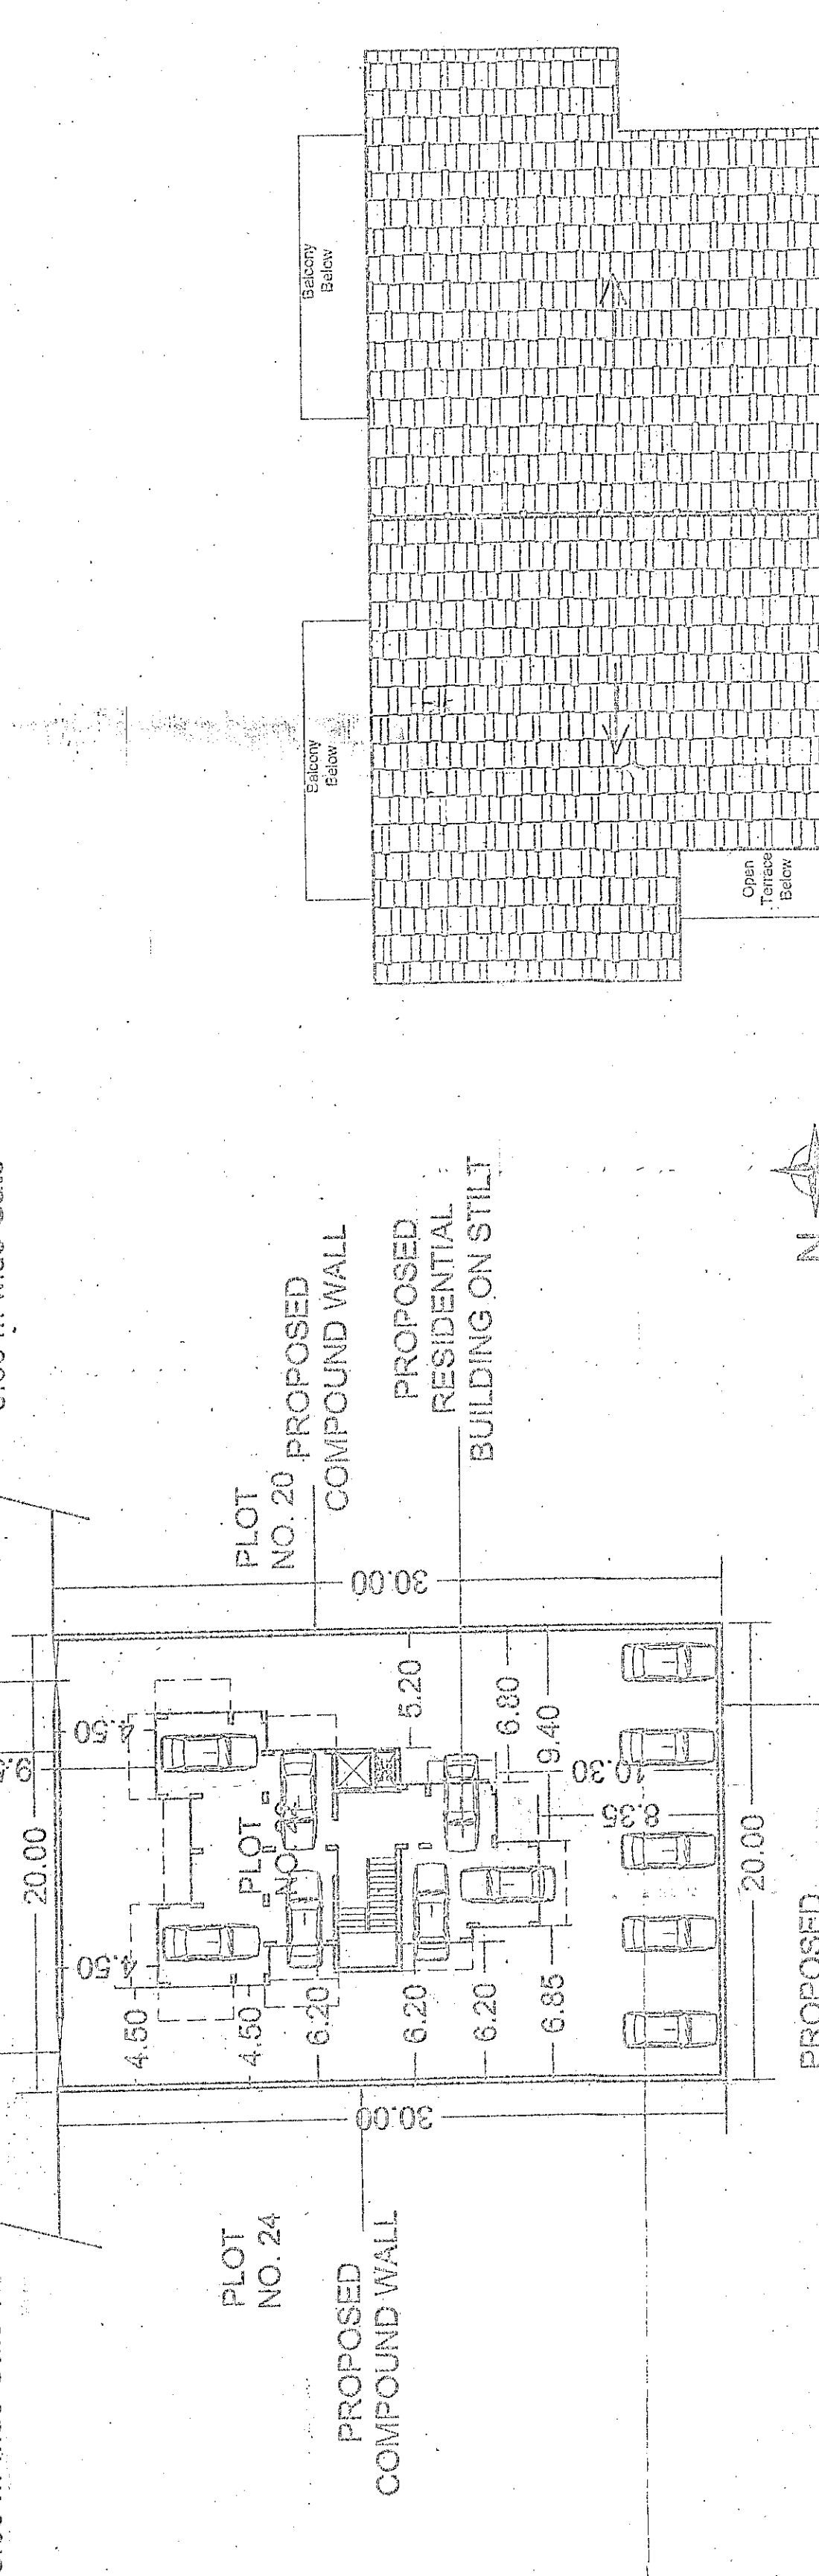 Balcony
Below
Balcony
Below
Open
Terrace
Below
N
PROPOSED
RESIDENTIAL
BUILDING ON STILT
PROPOSED
COMPOUND WALL
PLOT
NO. 20
30.00
20.00
4.50
4.50
5.20
6.80
9.40
10.30
8.35
20.00
PLOT
4.50
4.50
6.20
6.20
6.20
6.85
30.00
PROPOSED
PLOT
NO. 24
PROPOSED
COMPOUND WALL